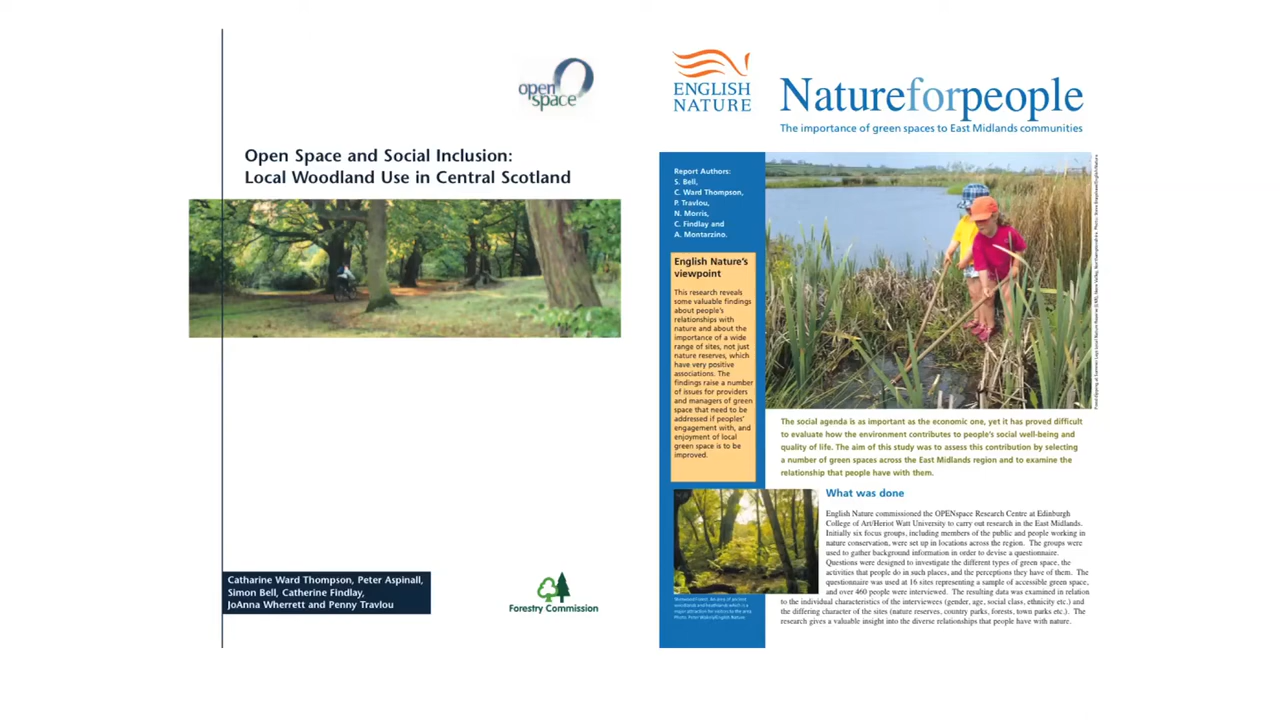 open
space
Open Space and Social Inclusion:
Local Woodland Use in Central Scotland
Catharine Ward Thompson, Peter Aspinall,
Simon Bell, Catherine Findlay,
JoAnna Wherrett and Penny Travlou
Forestry Commission
ENGLISH
NATURE
Natureforpeople
The importance of green spaces to East Midlands communities
Report Authors:
S. Bell,
C. Ward Thompson,
P. Travlou,
N. Morris,
C. Findlay and
A. Montarzino.
English Nature's
viewpoint
This research reveals
some valuable findings
about people's
relationships with
nature and about the
importance of a wide
range of sites, not just
nature reserves, which
have very positive
associations. The
findings raise a number
of issues for providers
and managers of green
space that need to be
addressed if peoples'
engagement with, and
enjoyment of local
green space is to be
improved.
The social agenda is as important as the economic one, yet it has proved difficult
to evaluate how the environment contributes to people's social well-being and
quality of life. The aim of this study was to assess this contribution by selecting
a number of green spaces across the East Midlands region and to examine the
relationship that people have with them.
What was done
English Nature commissioned the OPENspace Research Centre at Edinburgh
College of Art/Heriot Watt University to carry out research in the East Midlands.
Initially six focus groups, including members of the public and people working in
nature conservation, were set up in locations across the region. The groups were
used to gather background information in order to devise a questionnaire.
Questions were designed to investigate the different types of green space, the
activities that people do in such places, and the perceptions they have of them. The
questionnaire was used at 16 sites representing a sample of accessible green space,
and over 460 people were interviewed. The resulting data was examined in relation
to the individual characteristics of the interviewees (gender, age, social class, ethnicity etc.) and
the differing character of the sites (nature reserves, country parks, forests, town parks etc.). The
research gives a valuable insight into the diverse relationships that people have with nature.